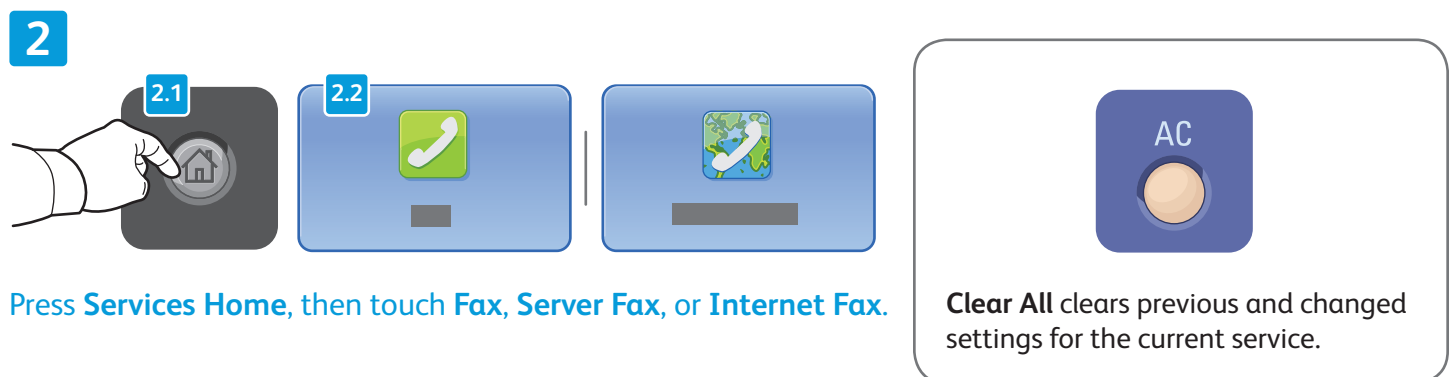 2
2.1
2.2
Press Services Home, then touch Fax, Server Fax, or Internet Fax.
AC
Clear All clears previous and changed
settings for the current service.